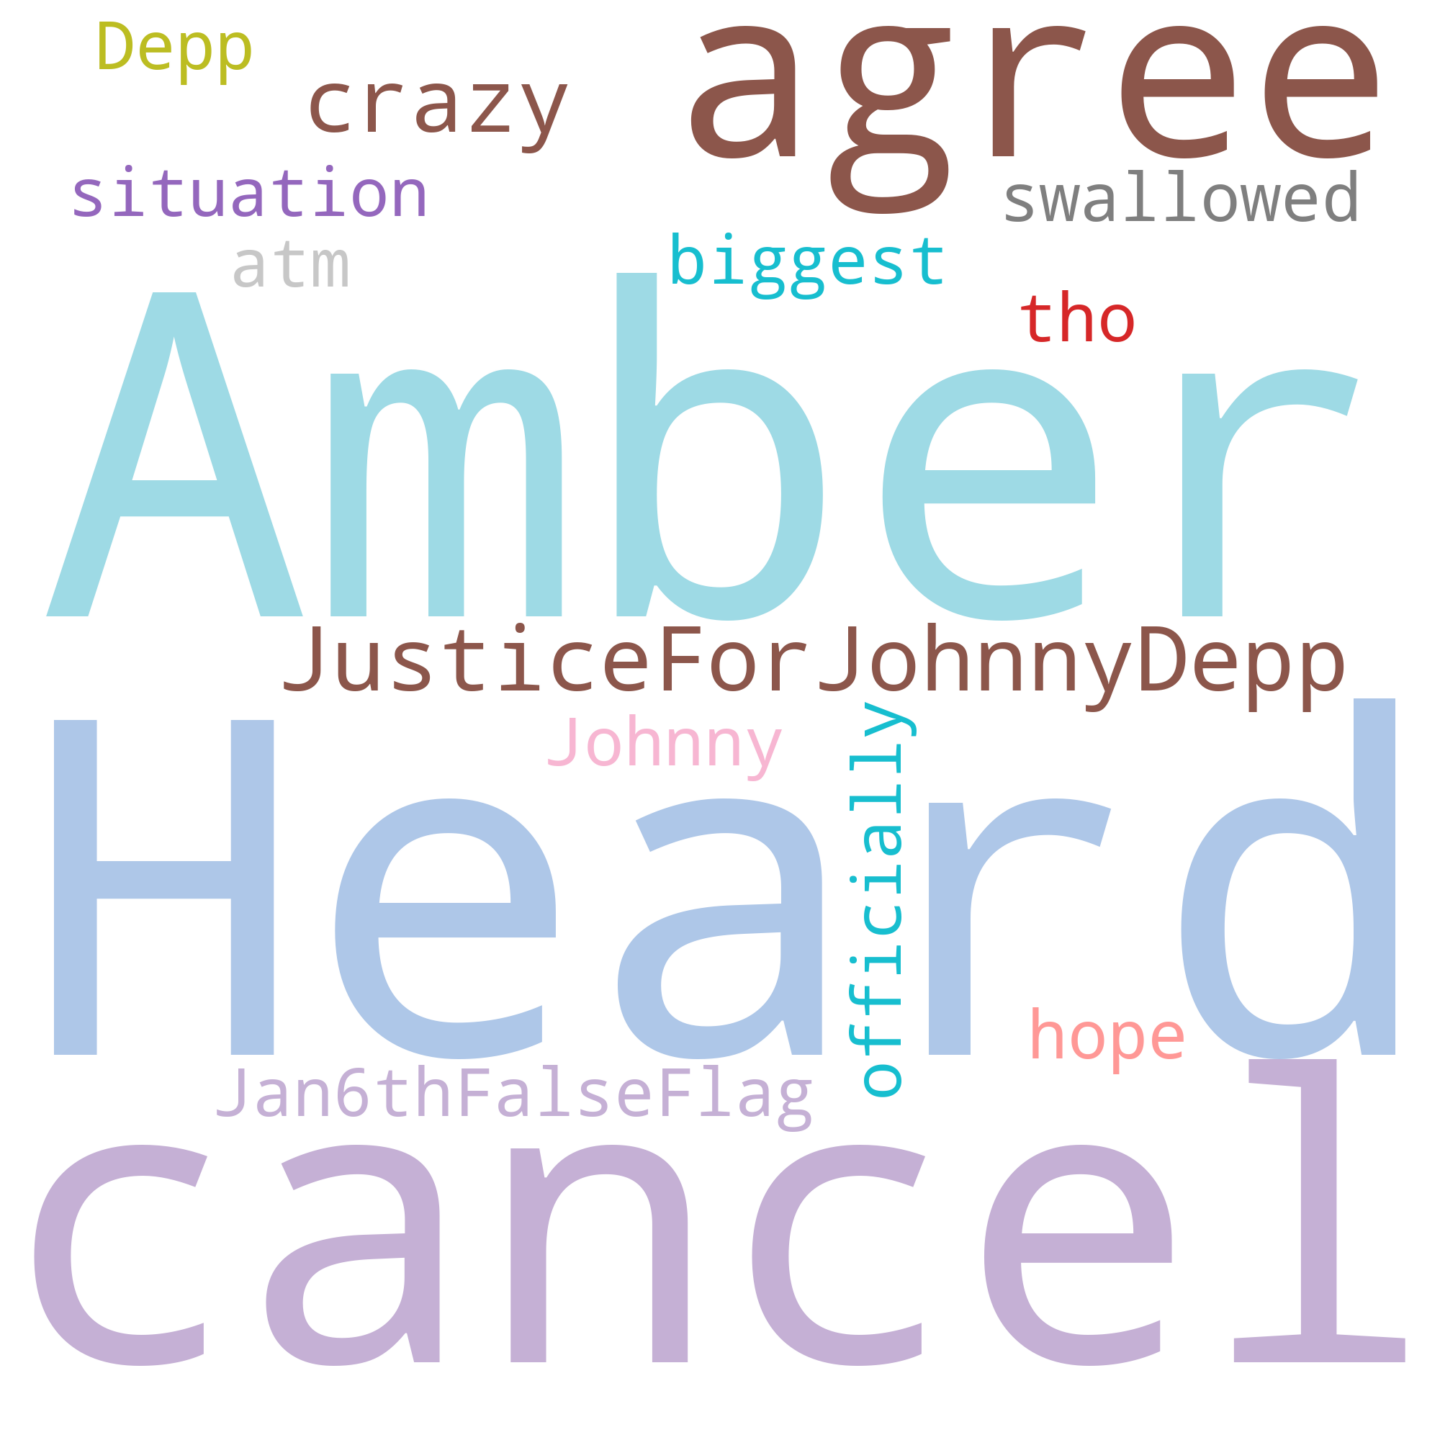 Depp
agree
crazy
situation
swallowed
atm
biggest
tho
Amber
JusticeForJohnnyDepp
Heard
Johnny
officially
hope
Jan6thFalseFlag
cancel